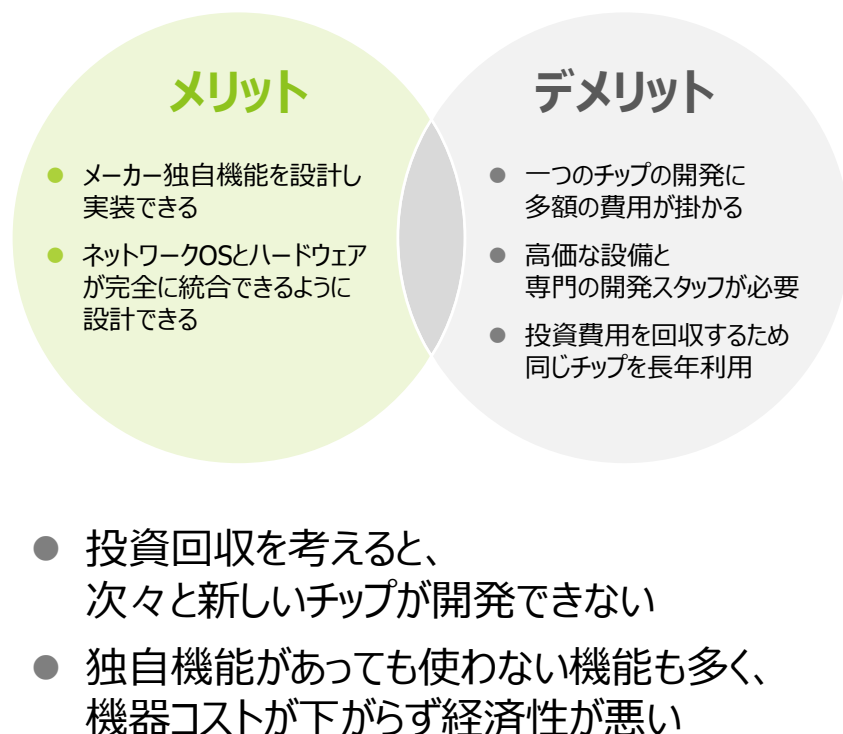 メリット
メーカー独自機能を設計し
実装できる
ネットワークOSとハードウェア
が完全に統合できるように
設計できる
デメリット
一つのチップの開発に
多額の費用が掛かる
高価な設備と
専門の開発スタッフが必要
投資費用を回収するため
同じチップを長年利用
投資回収を考えると、
次々と新しいチップが開発できない
独自機能があっても使わない機能も多く、
機器コストが下がらず経済性が悪い